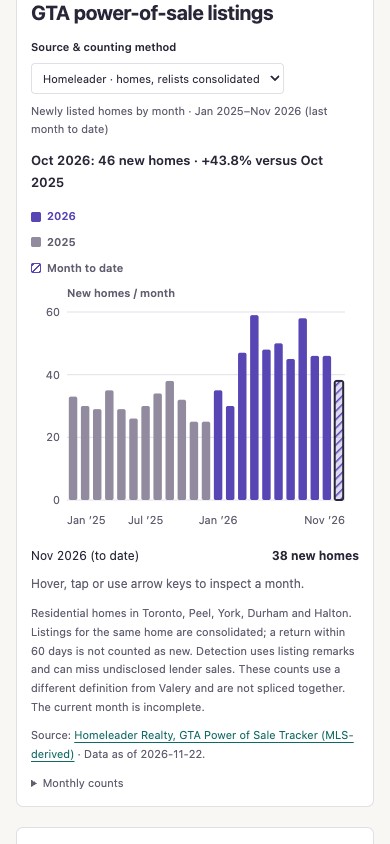 GTA power-of-sale listings
Source & counting method
Homeleader · homes, relists consolidated
Newly listed homes by month · Jan 2025–Nov 2026 (last
month to date)
Oct 2026: 46 new homes · +43.8% versus Oct
2025
2026
2025
Month to date
New homes / month
60
40
20
0
Jan ’25 Jul ’25 Jan ’26 Nov ’26
Nov 2026 (to date) 38 new homes
Hover, tap or use arrow keys to inspect a month.
Residential homes in Toronto, Peel, York, Durham and Halton.
Listings for the same home are consolidated; a return within
60 days is not counted as new. Detection uses listing remarks
and can miss undisclosed lender sales. These counts use a
different definition from Valery and are not spliced together.
The current month is incomplete.
Source: Homeleader Realty, GTA Power of Sale Tracker (MLS-
derived) · Data as of 2026-11-22.
Monthly counts